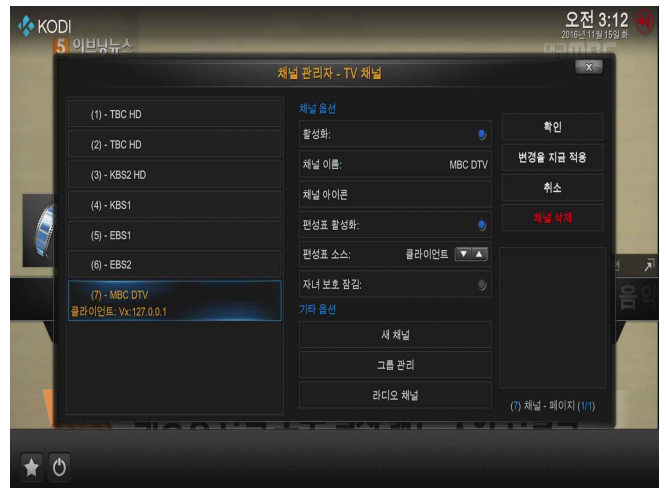 KODI
오전 3:12
2016년 11월 15일 화
5 이브닝뉴스
채널 관리자 - TV 채널
X
(1) - TBC HD
(2) - TBC HD
(3) - KBS2 HD
(4) - KBS1
(5) - EBS1
(6) - EBS2
(7) - MBC DTV
클라이언트: Vx:127.0.0.1
채널 옵션
활성화:
채널 이름: MBC DTV
채널 아이콘
편성표 활성화:
편성표 소스: 클라이언트
자녀 보호 잠김:
기타 옵션
새 채널
그룹 관리
라디오 채널
확인
변경을 지금 적용
취소
채널 삭제
(7) 채널 - 페이지 (1/1)
음악